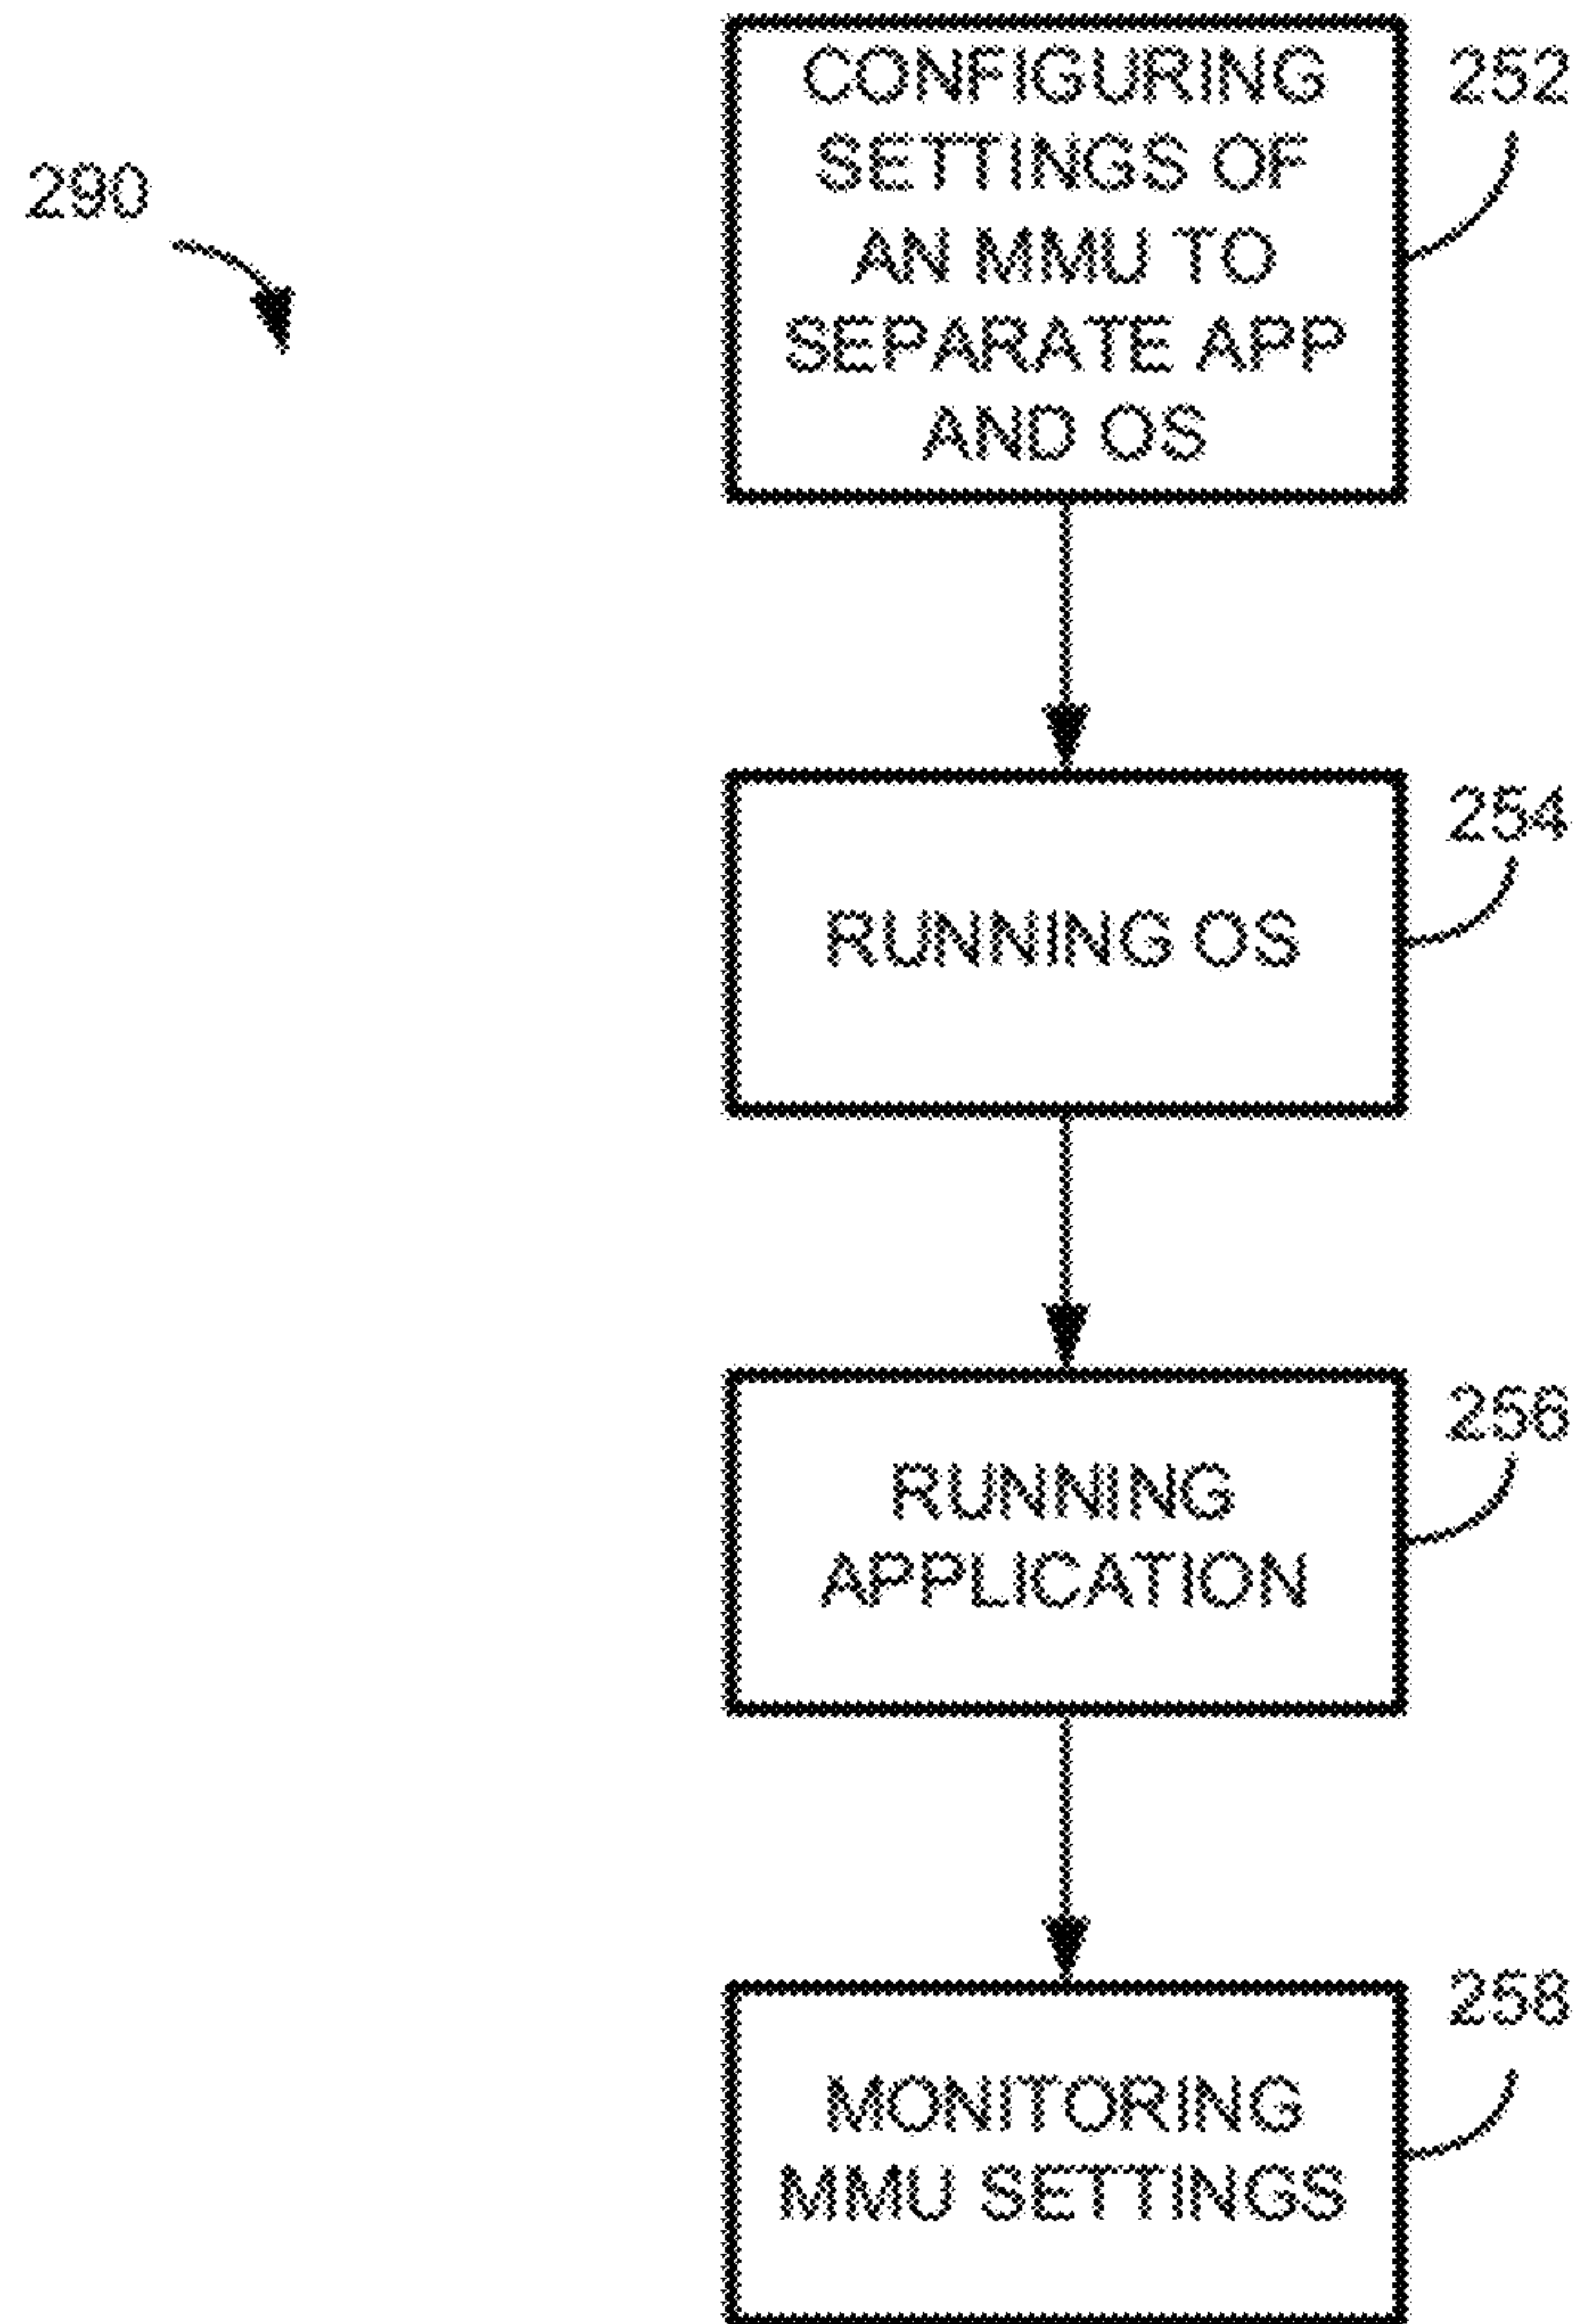 290
CONFIGURING
SETTINGS OF
AN MMU TO
SEPARATE APP
AND OS
252
RUNNING OS
254
RUNNING
APPLICATION
256
MONITORING
MMU SETTINGS
258